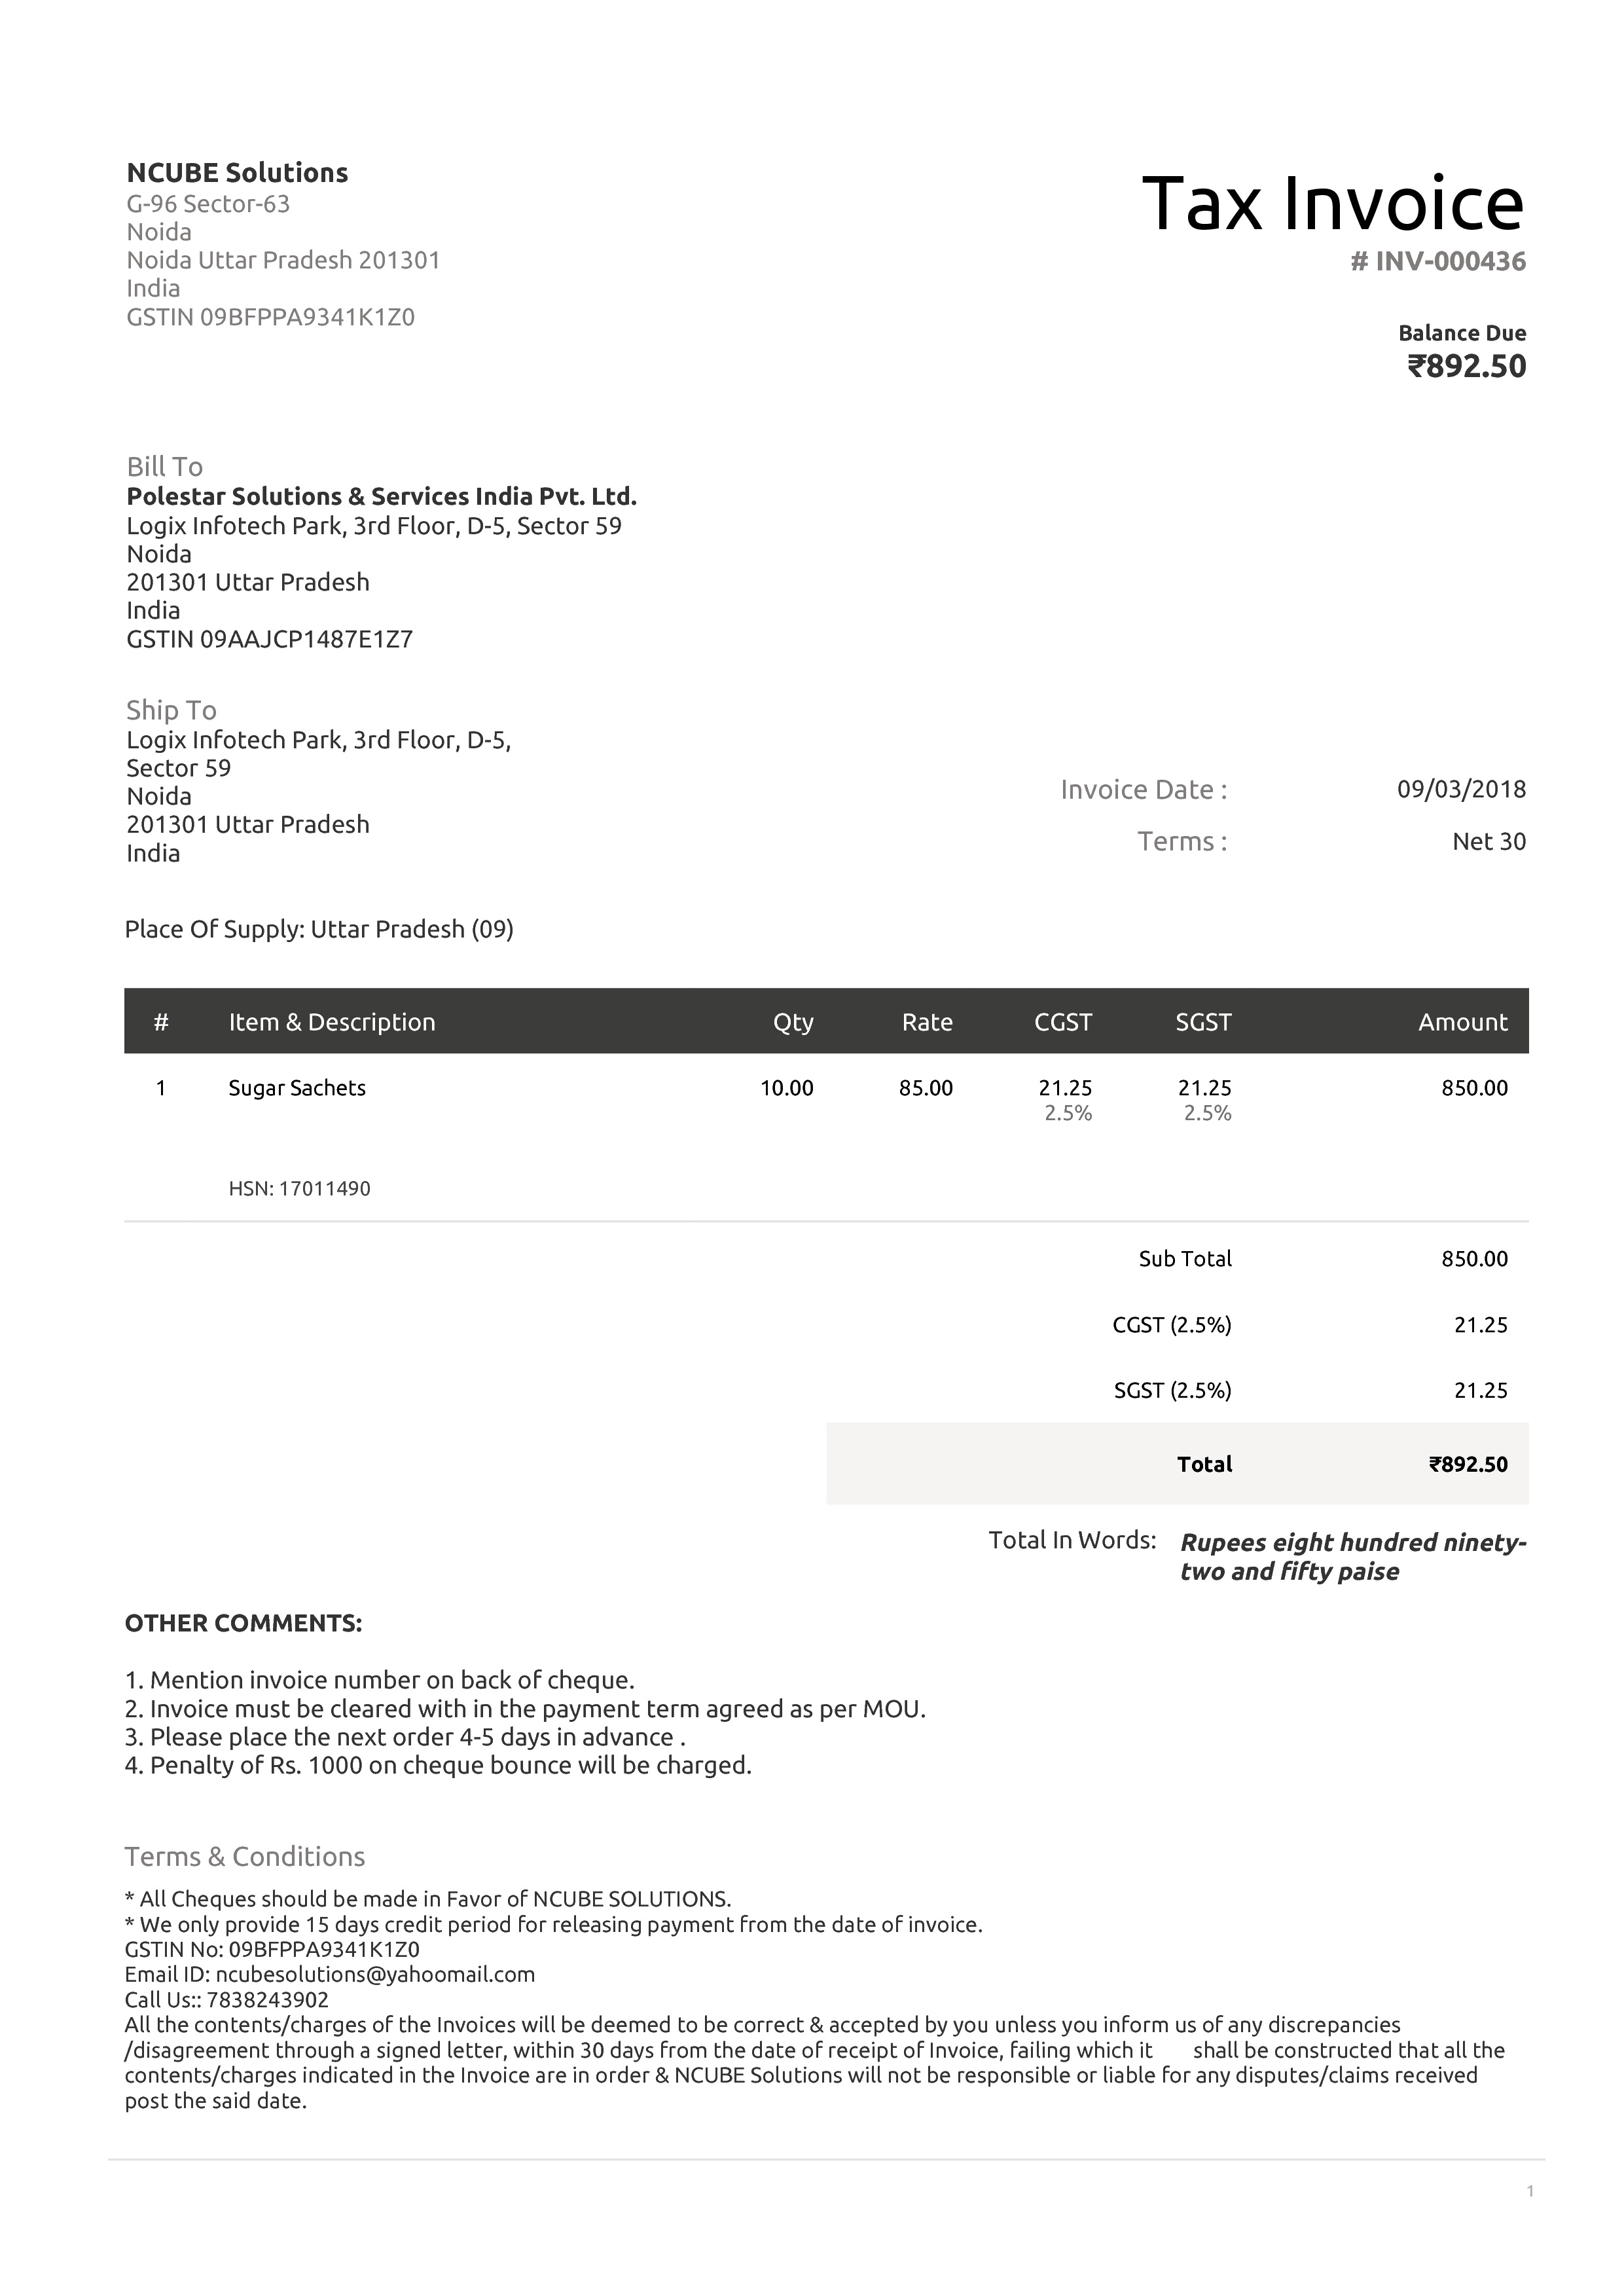 NCUBE Solutions
G-96 Sector-63
Noida
Noida Uttar Pradesh 201301
India
GSTIN 09BFPPA9341K1Z0
Tax Invoice
# INV-000436
Balance Due
₹892.50
Bill To
Polestar Solutions & Services India Pvt. Ltd.
Logix Infotech Park, 3rd Floor, D-5, Sector 59
Noida
201301 Uttar Pradesh
India
GSTIN 09AAJCP1487E1Z7
Ship To
Logix Infotech Park, 3rd Floor, D-5,
Sector 59
Noida
201301 Uttar Pradesh
India
Invoice Date : 09/03/2018
Terms : Net 30
Place Of Supply: Uttar Pradesh (09)
# Item & Description Qty Rate CGST SGST Amount
1 Sugar Sachets 10.00 85.00 21.25 21.25 850.00
2.5% 2.5%
HSN: 17011490
Sub Total 850.00
CGST (2.5%) 21.25
SGST (2.5%) 21.25
Total ₹892.50
Total In Words: Rupees eight hundred ninety-
two and fifty paise
OTHER COMMENTS:
1. Mention invoice number on back of cheque.
2. Invoice must be cleared with in the payment term agreed as per MOU.
3. Please place the next order 4-5 days in advance .
4. Penalty of Rs. 1000 on cheque bounce will be charged.
Terms & Conditions
* All Cheques should be made in Favor of NCUBE SOLUTIONS.
* We only provide 15 days credit period for releasing payment from the date of invoice.
GSTIN No: 09BFPPA9341K1Z0
Email ID: ncubesolutions@yahoomail.com
Call Us:: 7838243902
All the contents/charges of the Invoices will be deemed to be correct & accepted by you unless you inform us of any discrepancies
/disagreement through a signed letter, within 30 days from the date of receipt of Invoice, failing which it shall be constructed that all the
contents/charges indicated in the Invoice are in order & NCUBE Solutions will not be responsible or liable for any disputes/claims received
post the said date.
1